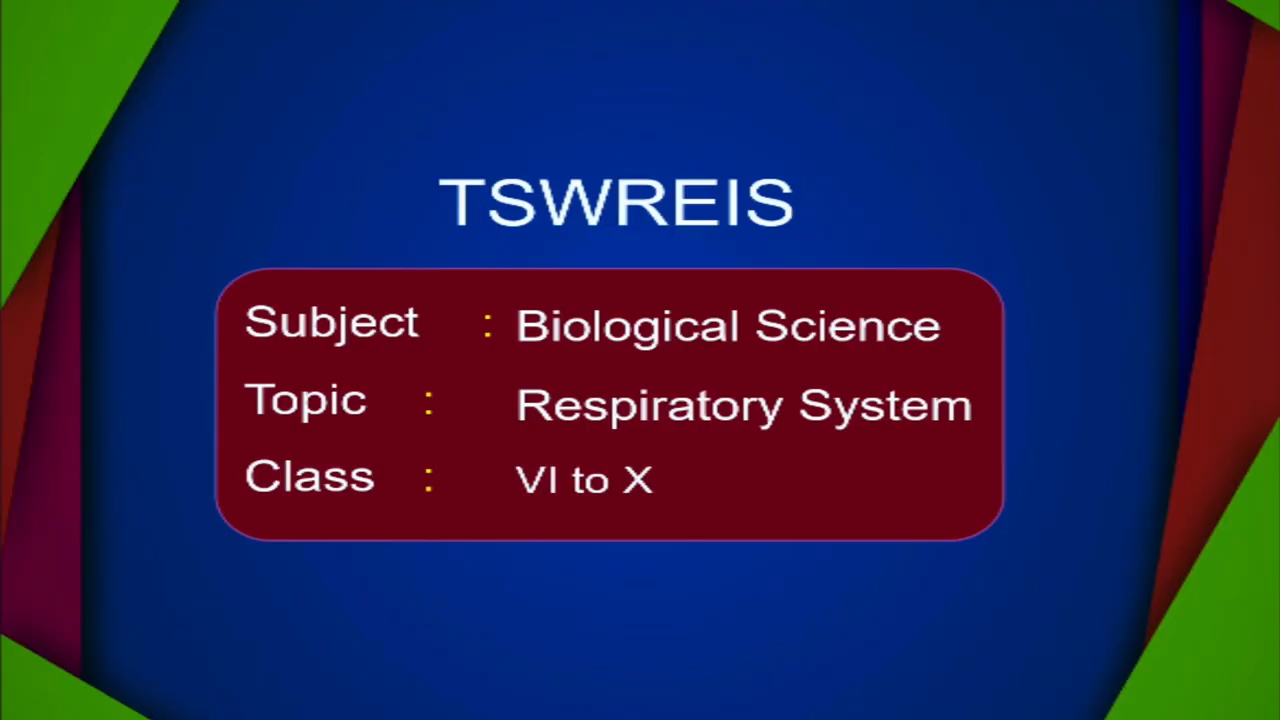 TSWREIS
Subject : Biological Science
Topic : Respiratory System
Class : VI to X